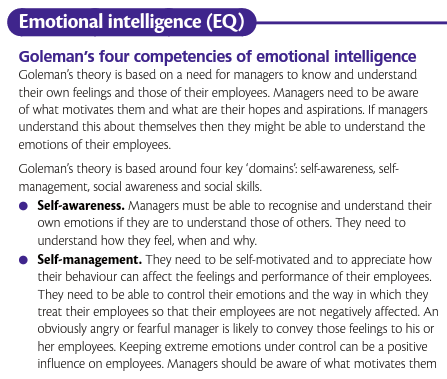 Emotional intelligence (EQ)
Goleman's four competencies of emotional intelligence
Goleman's theory is based on a need for managers to know and understand
their own feelings and those of their employees. Managers need to be aware
of what motivates them and what are their hopes and aspirations. If managers
understand this about themselves then they might be able to understand the
emotions of their employees.
Goleman's theory is based around four key 'domains': self-awareness, self-
management, social awareness and social skills.
● Self-awareness. Managers must be able to recognise and understand their
own emotions if they are to understand those of others. They need to
understand how they feel, when and why.
● Self-management. They need to be self-motivated and to appreciate how
their behaviour can affect the feelings and performance of their employees.
They need to be able to control their emotions and the way in which they
treat their employees so that their employees are not negatively affected. An
obviously angry or fearful manager is likely to convey those feelings to his or
her employees. Keeping extreme emotions under control can be a positive
influence on employees. Managers should be aware of what motivates them